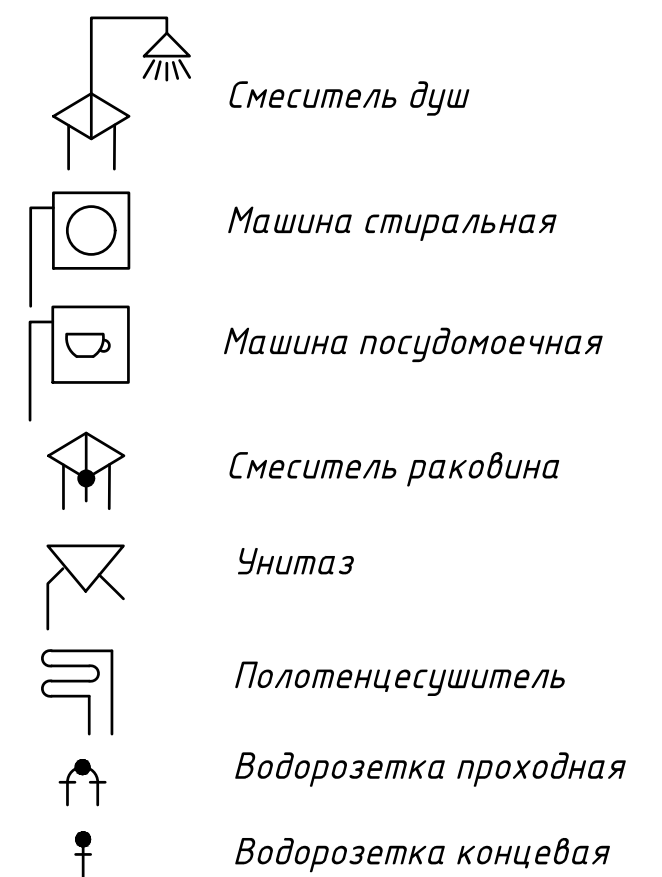 Смеситель душ
Машина стиральная
Машина посудомоечная
Смеситель раковина
Унитаз
Полотенцесушитель
Водорозетка проходная
Водорозетка концевая